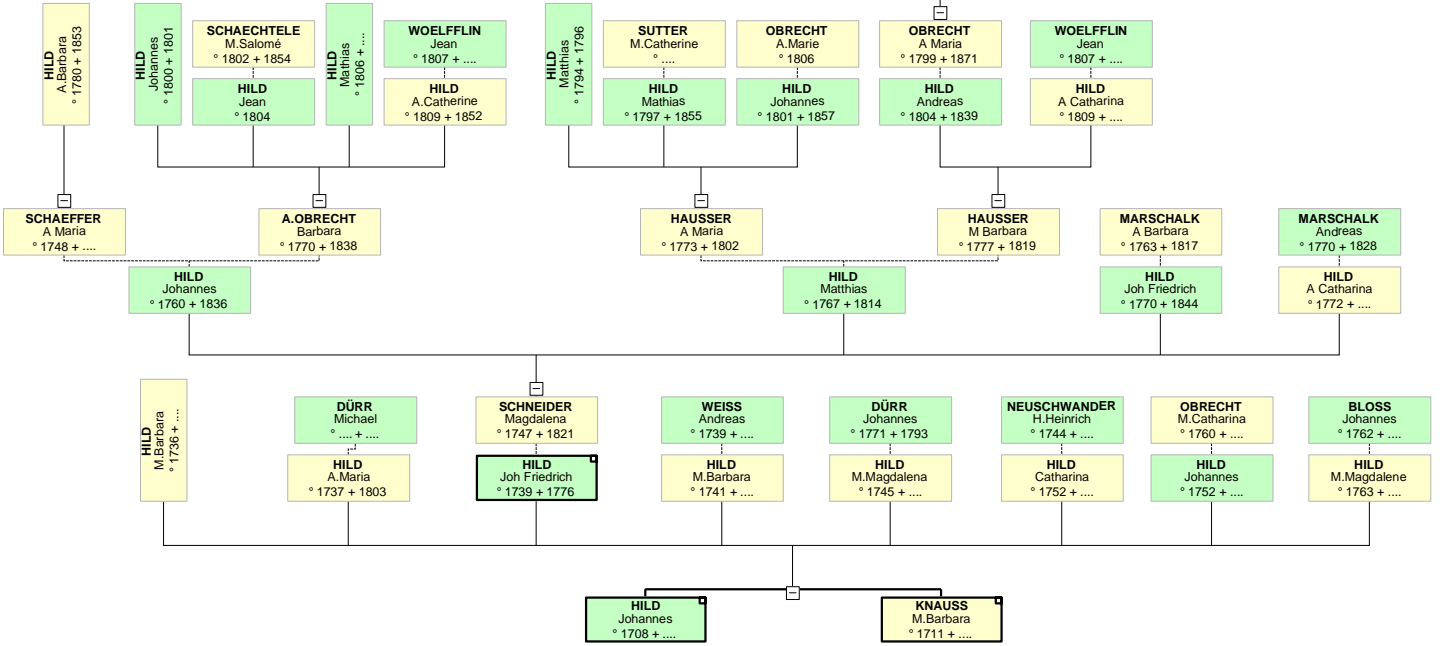 HILD
A.Barbara
° 1780 + 1853
HILD
Johannes
° 1800 + 1801
SCHAECHTELE
M.Salomé
° 1802 + 1854
HILD
Jean
° 1804
HILD
Mathias
° 1806 + ....
WOELFFLIN
Jean
° 1807 + ....
HILD
A.Catherine
° 1809 + 1852
HILD
Matthias
° 1794 + 1796
SUTTER
M.Catherine
° ....
HILD
Mathias
° 1797 + 1855
OBRECHT
A.Marie
° 1806
HILD
Johannes
° 1801 + 1857
OBRECHT
A Maria
° 1799 + 1871
HILD
Andreas
° 1804 + 1839
WOELFFLIN
Jean
° 1807 + ....
HILD
A Catharina
° 1809 + ....
SCHAEFFER
A Maria
° 1748 + ....
A.OBRECHT
Barbara
° 1770 + 1838
HILD
Johannes
° 1760 + 1836
HAUSSER
A Maria
° 1773 + 1802
HAUSSER
M Barbara
° 1777 + 1819
HILD
Matthias
° 1767 + 1814
MARSCHALK
A Barbara
° 1763 + 1817
HILD
Joh Friedrich
° 1770 + 1844
MARSCHALK
Andreas
° 1770 + 1828
HILD
A Catharina
° 1772 + ....
HILD
M.Barbara
° 1736 + ....
DÜRR
Michael
° .... + ....
HILD
A.Maria
° 1737 + 1803
SCHNEIDER
Magdalena
° 1747 + 1821
HILD
Joh Friedrich
° 1739 + 1776
WEISS
Andreas
° 1739 + ....
HILD
M.Barbara
° 1741 + ....
DÜRR
Johannes
° 1771 + 1793
HILD
M.Magdalena
° 1745 + ....
NEUSCHWANDER
H.Heinrich
° 1744 + ....
HILD
Catharina
° 1752 + ....
OBRECHT
M.Catharina
° 1760 + ....
HILD
Johannes
° 1752 + ....
BLOSS
Johannes
° 1762 + ....
HILD
M.Magdalene
° 1763 + ....
HILD
Johannes
° 1708 + ....
KNAUSS
M.Barbara
° 1711 + ....